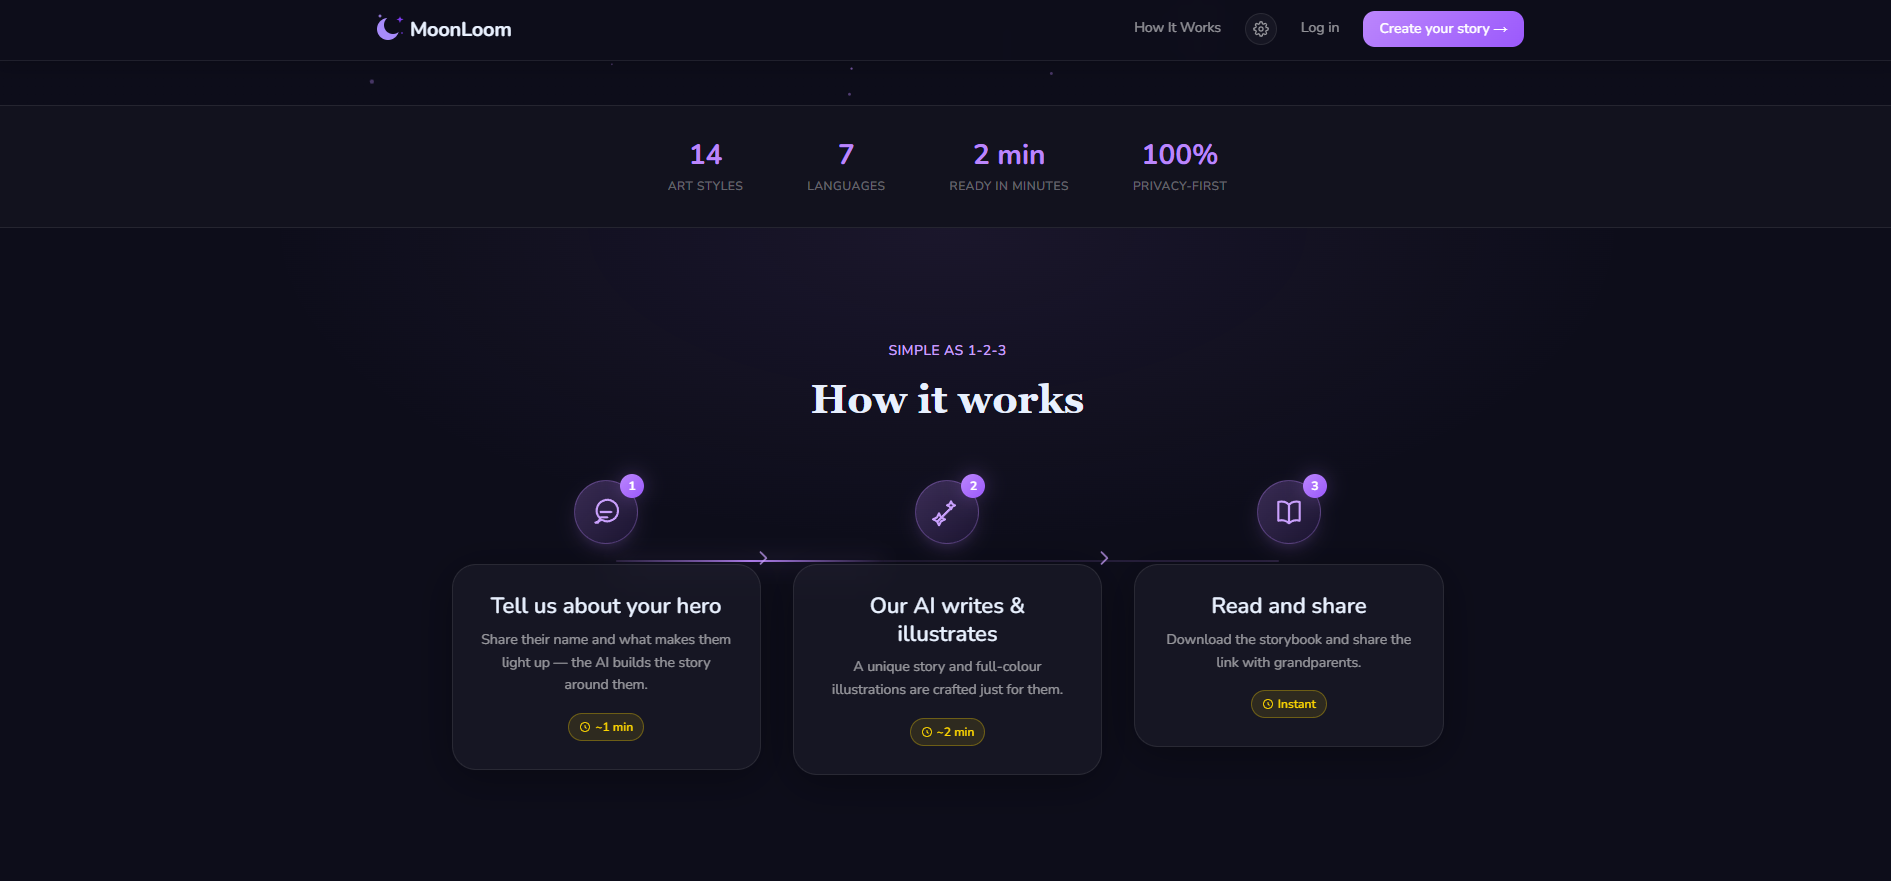 MoonLoom
How It Works
Log in
Create your story →
14
ART STYLES
7
LANGUAGES
2 min
READY IN MINUTES
100%
PRIVACY-FIRST
SIMPLE AS 1-2-3
How it works
1
Tell us about your hero
Share their name and what makes them
light up — the AI builds the story
around them.
~1 min
2
Our AI writes &
illustrates
A unique story and full-colour
illustrations are crafted just for them.
~2 min
3
Read and share
Download the storybook and share the
link with grandparents.
Instant